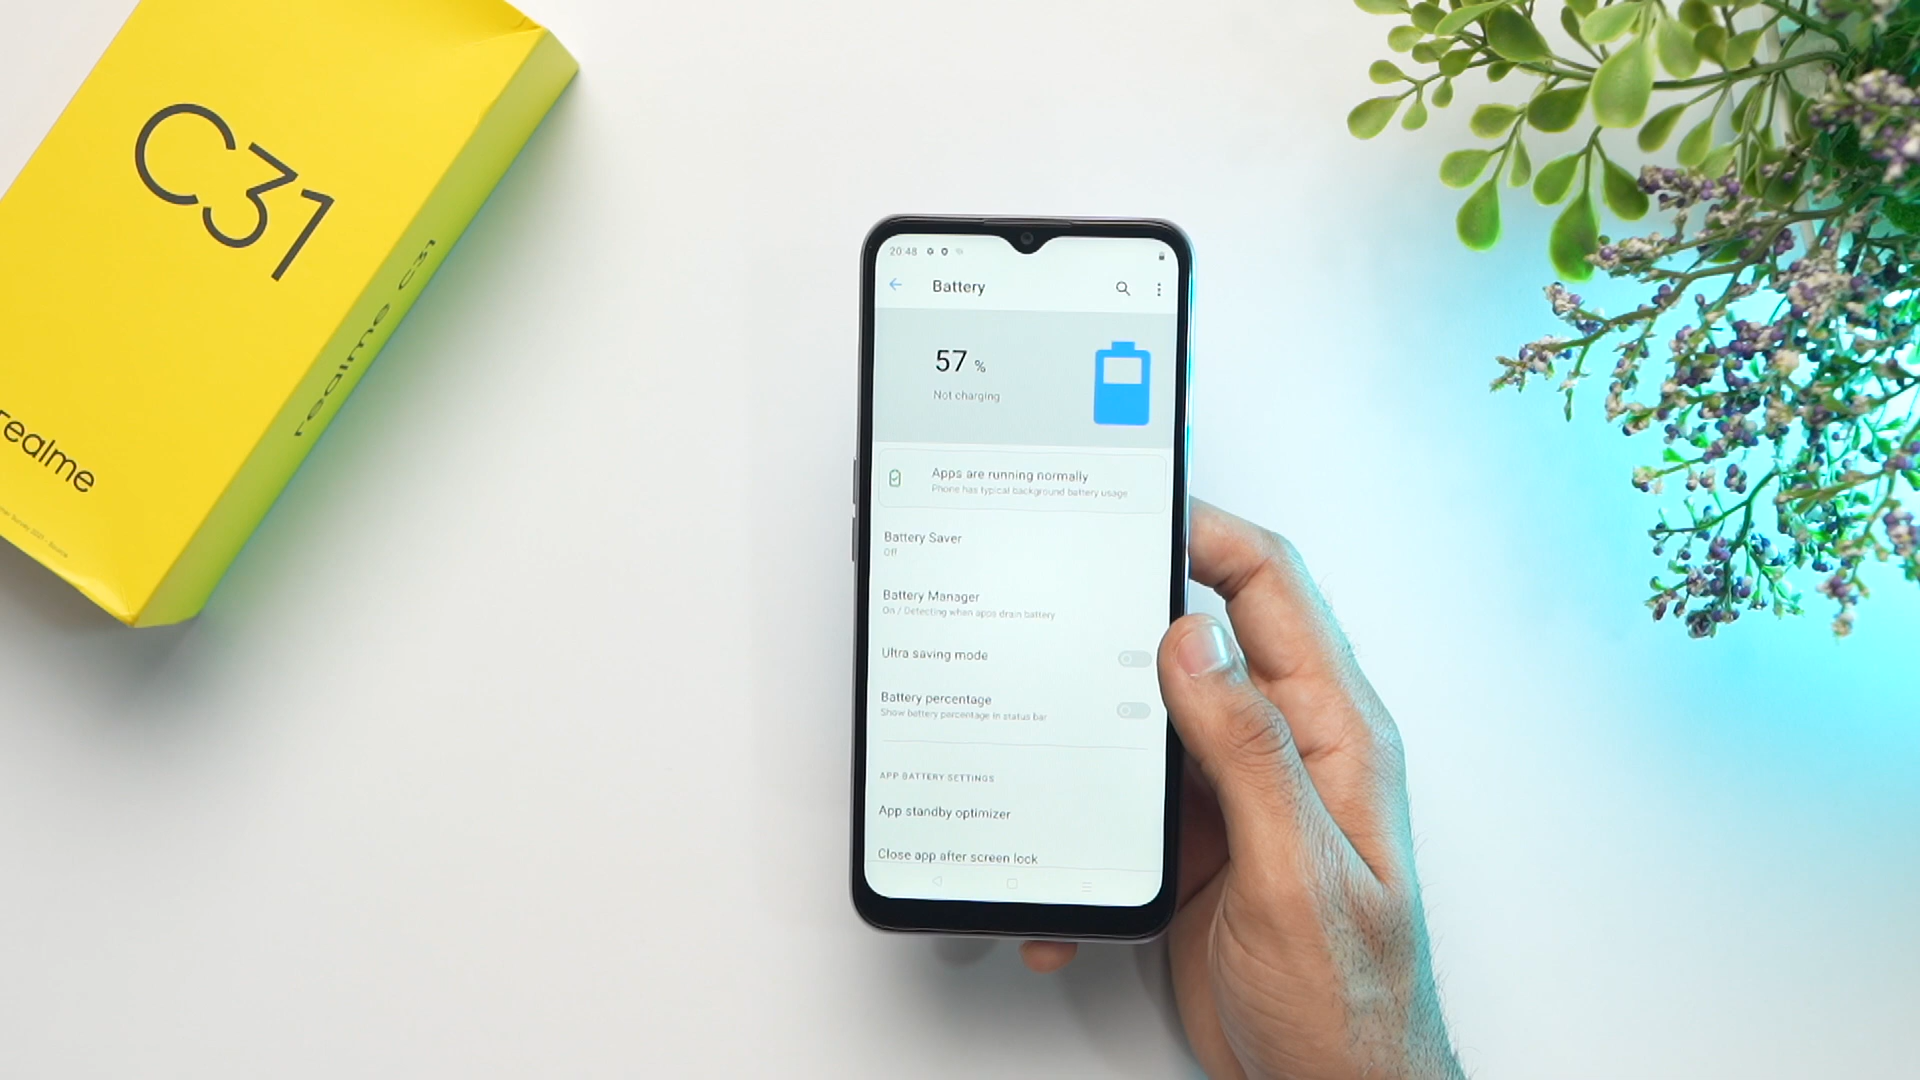 C31
realme
realme C31
20:48
Battery
57 %
Not charging
Apps are running normally
Phone has typical background battery usage
Battery Saver
Off
Battery Manager
On / Detecting when apps drain battery
Ultra saving mode
Battery percentage
Show battery percentage in status bar
APP BATTERY SETTINGS
App standby optimizer
Close app after screen lock